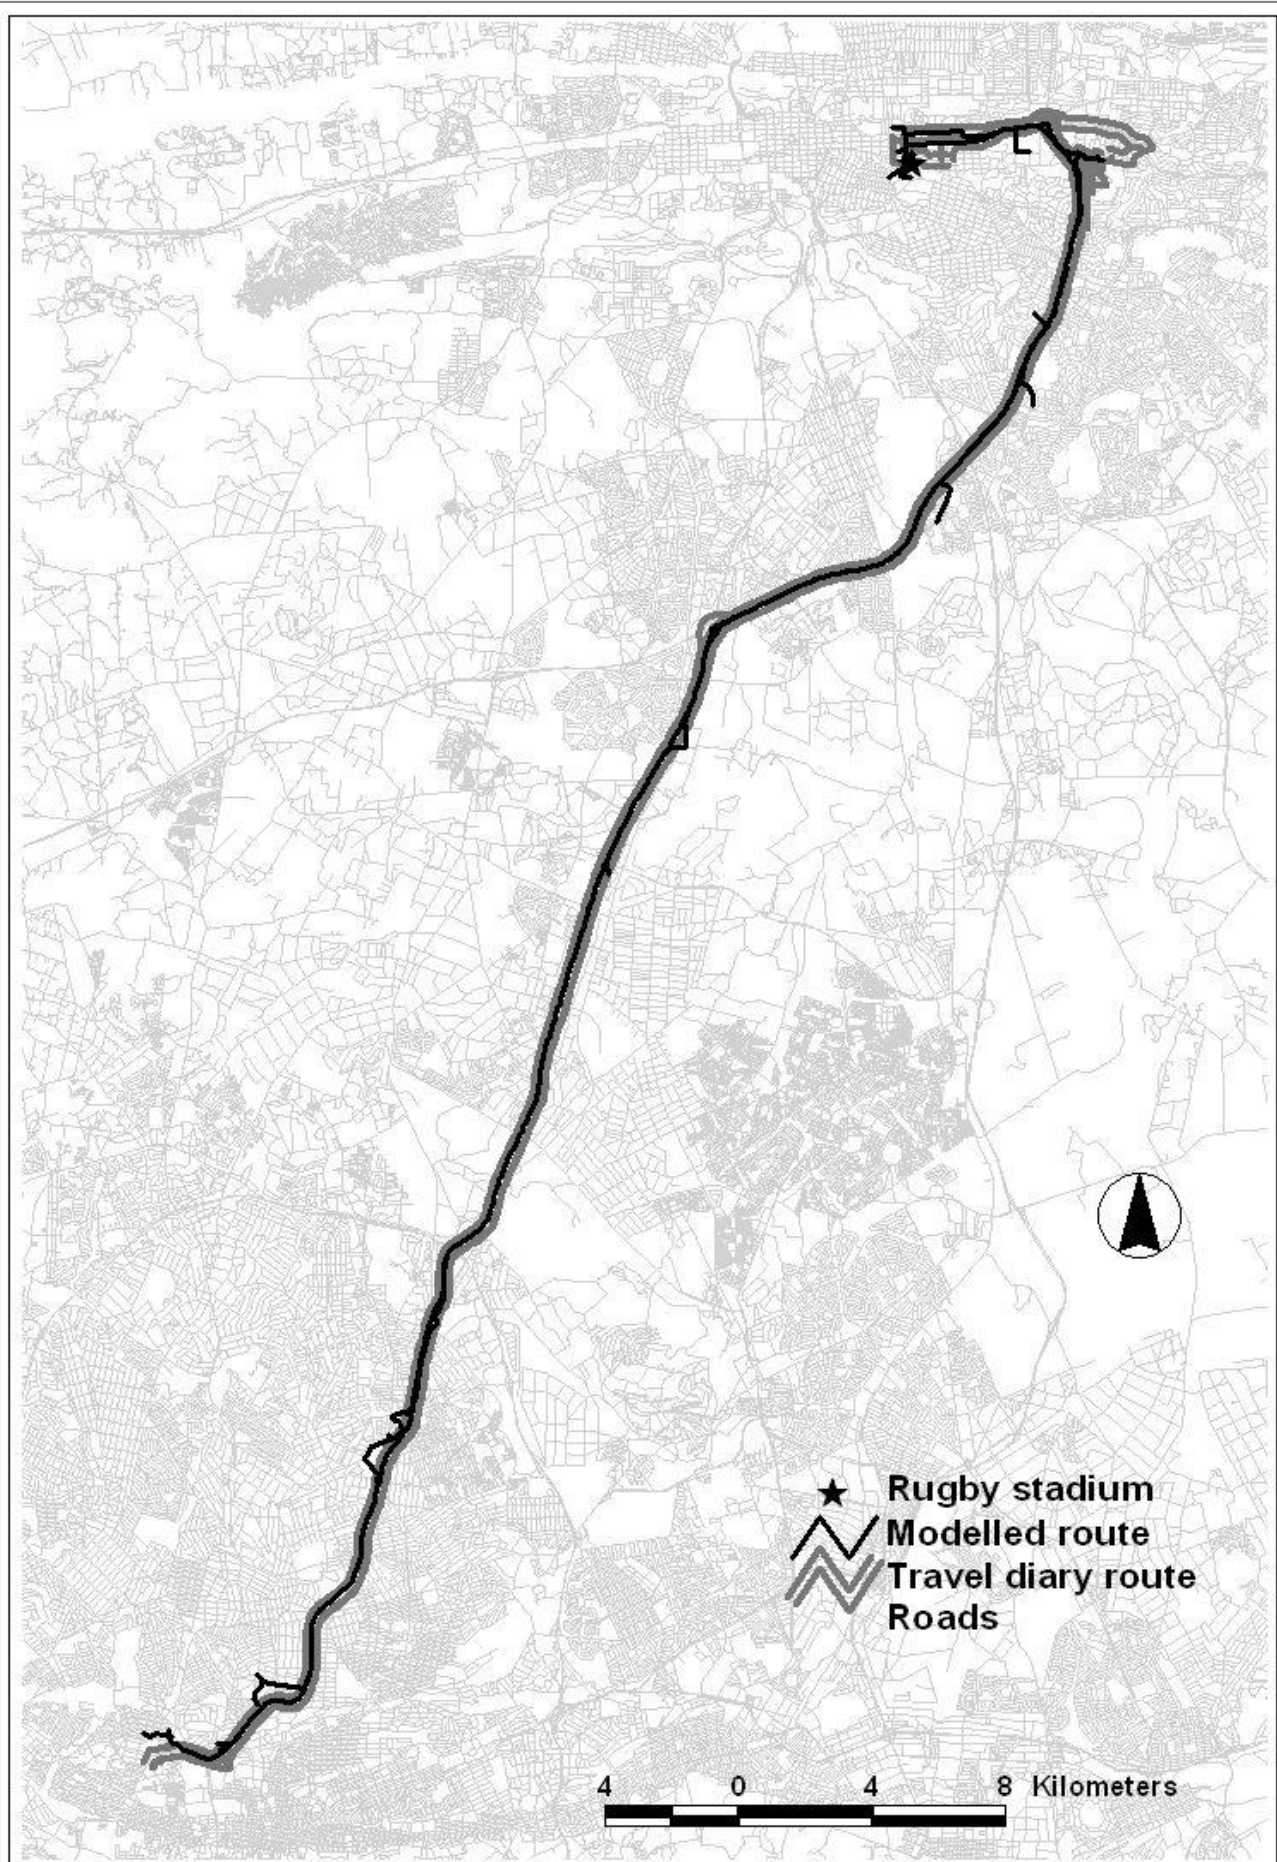 Rugby stadium
Modelled route
Travel diary route
Roads
4 0 4 8 Kilometers